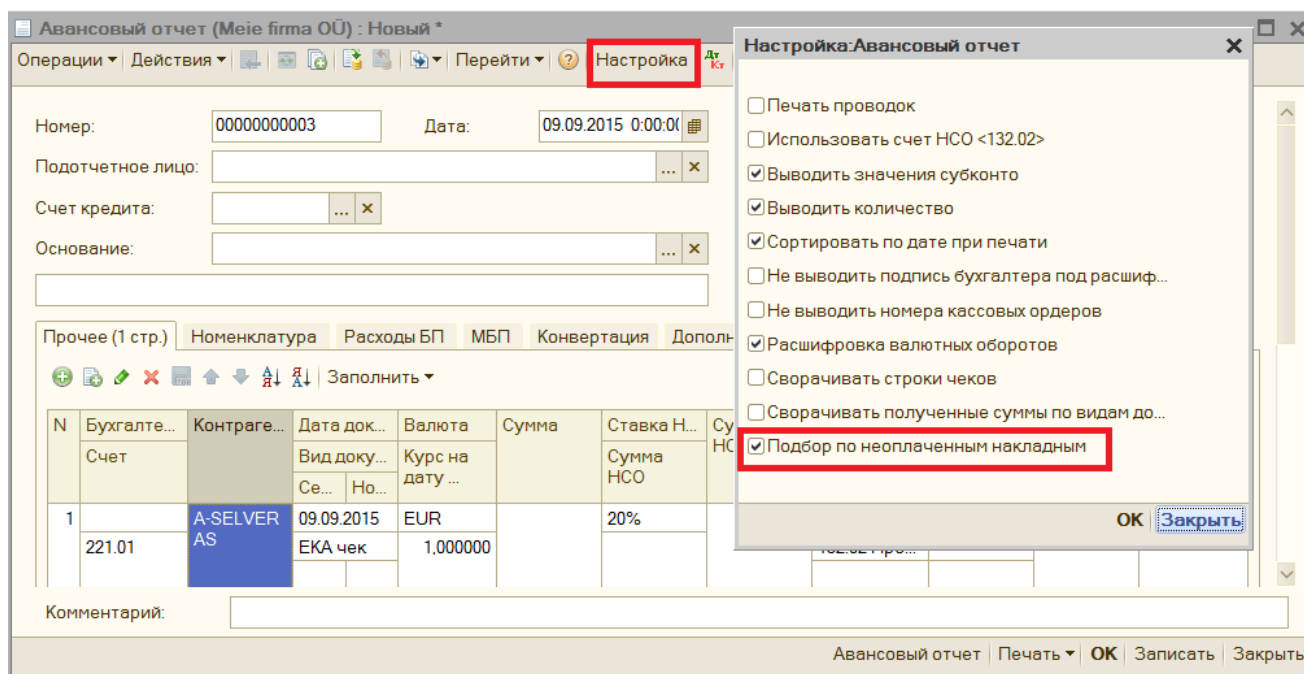 Авансовый отчет (Meie firma OÜ) : Новый *
Операции Действия Перейти Настройка Дт Кт
Номер: 00000000003 Дата: 09.09.2015 0:00:0
Подотчетное лицо: ...
Счет кредита: ...
Основание: ...
Прочее (1 стр.) Номенклатура Расходы БП МБП Конвертация Дополн
Заполнить
N Бухгалте... Контраге... Дата док... Валюта Сумма Ставка Н... Су
Счет Вид доку... Курс на дату ... Сумма НСО НС
Се... Но...
1 A-SELVER AS 09.09.2015 EUR 20%
221.01 ЕКА чек 1,000000
Комментарий:
Авансовый отчет Печать OK Записать Закрыть
Настройка:Авансовый отчет
Печать проводок
Использовать счет НСО <132.02>
Выводить значения субконто
Выводить количество
Сортировать по дате при печати
Не выводить подпись бухгалтера под расшиф...
Не выводить номера кассовых ордеров
Расшифровка валютных оборотов
Сворачивать строки чеков
Сворачивать полученные суммы по видам до...
Подбор по неоплаченным накладным
OK Закрыть